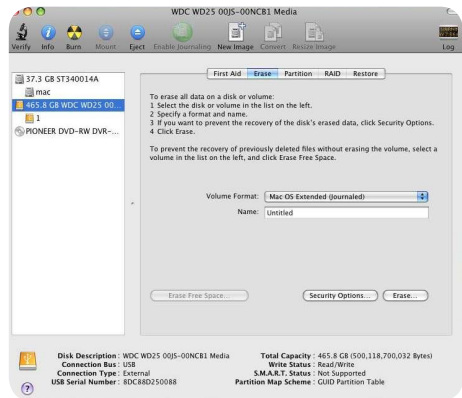 WDC WD25 00JS-00NCB1 Media
Verify Info Burn Mount Eject Enable Journaling New Image Convert Resize Image Log
37.3 GB ST340014A
mac
465.8 GB WDC WD25 00...
1
PIONEER DVD-RW DVR-...
First Aid Erase Partition RAID Restore
To erase all data on a disk or volume:
1 Select the disk or volume in the list on the left.
2 Specify a format and name.
3 If you want to prevent the recovery of the disk's erased data, click Security Options.
4 Click Erase.
To prevent the recovery of previously deleted files without erasing the volume, select a
volume in the list on the left, and click Erase Free Space.
Volume Format: Mac OS Extended (Journaled)
Name: Untitled
Erase Free Space... Security Options... Erase...
Disk Description : WDC WD25 00JS-00NCB1 Media Total Capacity : 465.8 GB (500,118,700,032 Bytes)
Connection Bus : USB Write Status : Read/Write
Connection Type : External S.M.A.R.T. Status : Not Supported
USB Serial Number : 8DC88D250088 Partition Map Scheme : GUID Partition Table
?